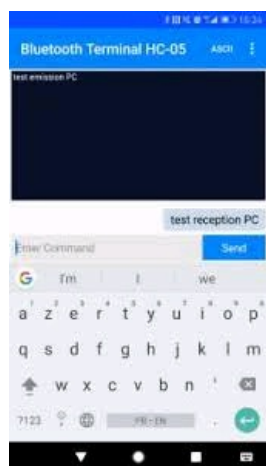 Bluetooth Terminal HC-05 ASCII
test emission PC
test reception PC
Enter Command Send
G I'm I we
a z e r t y u i o p
q s d f g h j k l m
w x c v b n '
?123 FR • EN .